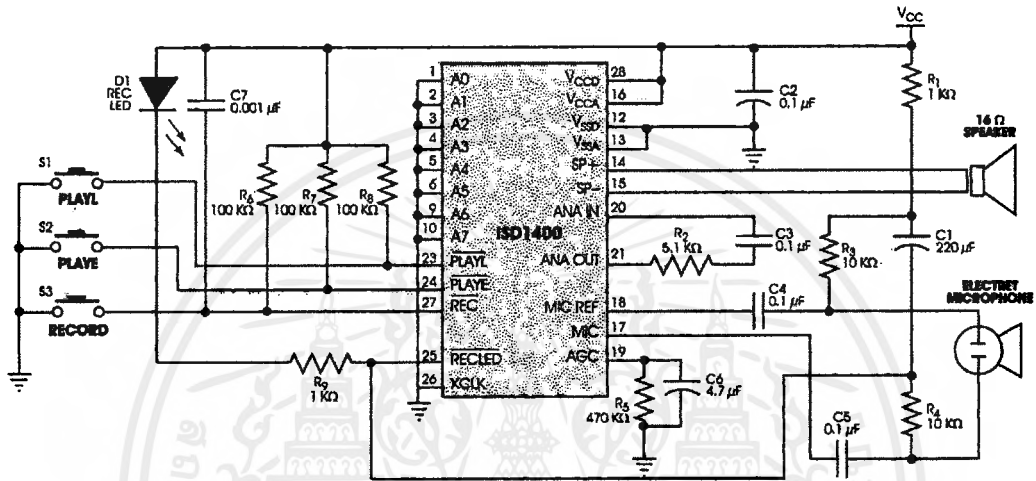 VCC
D1
REC
LED
C7
0.001 µF
S1
PLAYL
S2
PLAYE
S3
RECORD
R6
100 KΩ
R7
100 KΩ
R8
100 KΩ
R9
1 KΩ
ISD1400
1 A0
2 A1
3 A2
4 A3
5 A4
6 A5
9 A6
10 A7
23 PLAYL
24 PLAYE
27 REC
25 RECLED
26 XCLK
VCCD 28
VCCA 16
VSSD 12
VSSA 13
SP+ 14
SP- 15
ANA IN 20
ANA OUT 21
MIC REF 18
MIC 17
AGC 19
C2
0.1 µF
R1
1 KΩ
16 Ω
SPEAKER
R2
5.1 KΩ
C3
0.1 µF
R3
10 KΩ
C1
220 µF
C4
0.1 µF
ELECTRET
MICROPHONE
R5
470 KΩ
C6
4.7 µF
C5
0.1 µF
R4
10 KΩ